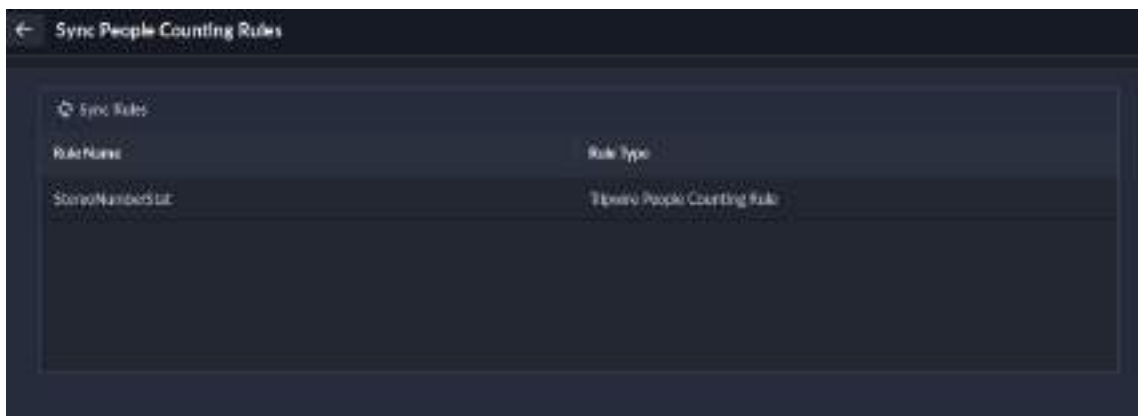 Sync People Counting Rules
Sync Rules
Rule Name Rule Type
StereoNumberStat Tripwire People Counting Rule